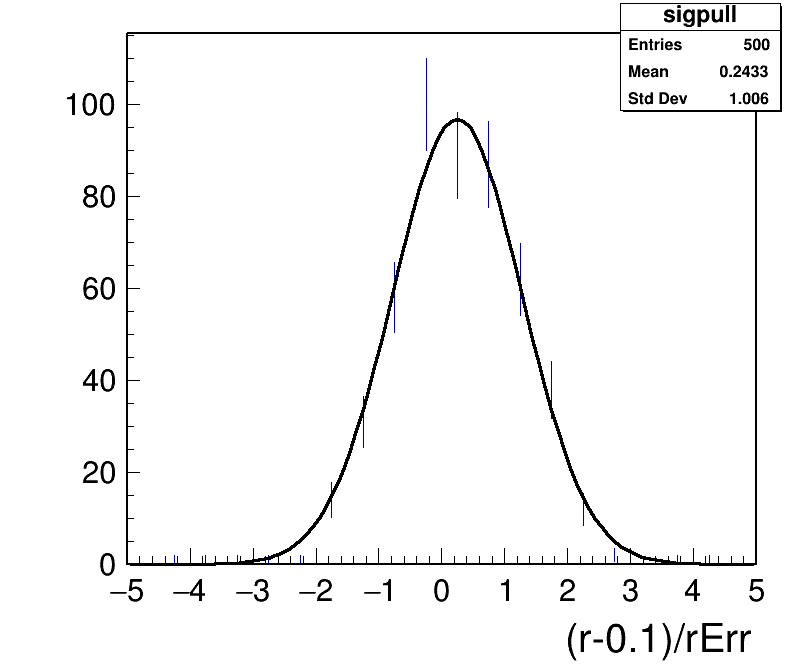 sigpull
Entries 500
Mean 0.2433
Std Dev 1.006
100
80
60
40
20
0
−5 −4 −3 −2 −1 0 1 2 3 4 5
(r-0.1)/rErr